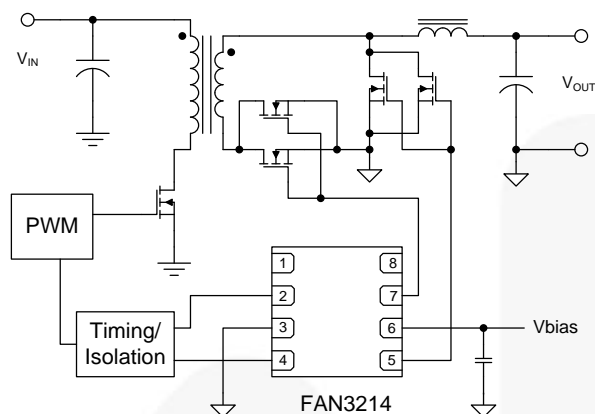 VIN
VOUT
PWM
Timing/
Isolation
1
2
3
4
8
7
6
5
Vbias
FAN3214